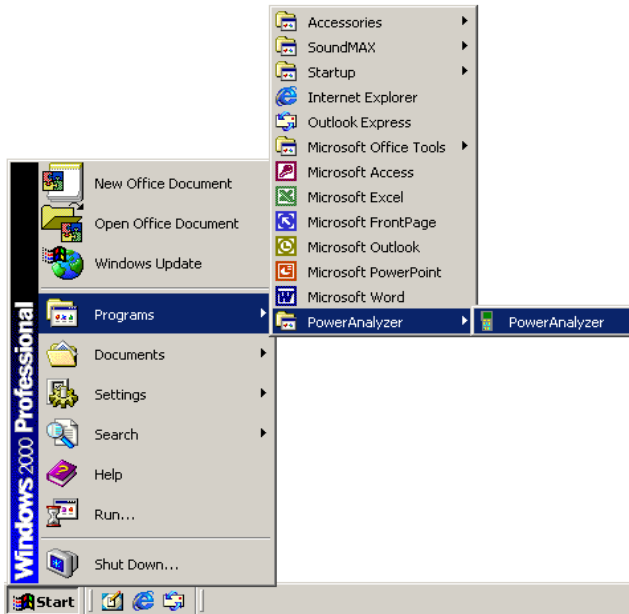 Accessories
SoundMAX
Startup
Internet Explorer
Outlook Express
Microsoft Office Tools
Microsoft Access
Microsoft Excel
Microsoft FrontPage
Microsoft Outlook
Microsoft PowerPoint
Microsoft Word
PowerAnalyzer
PowerAnalyzer
New Office Document
Open Office Document
Windows Update
Programs
Documents
Settings
Search
Help
Run...
Shut Down...
Windows 2000 Professional
Start